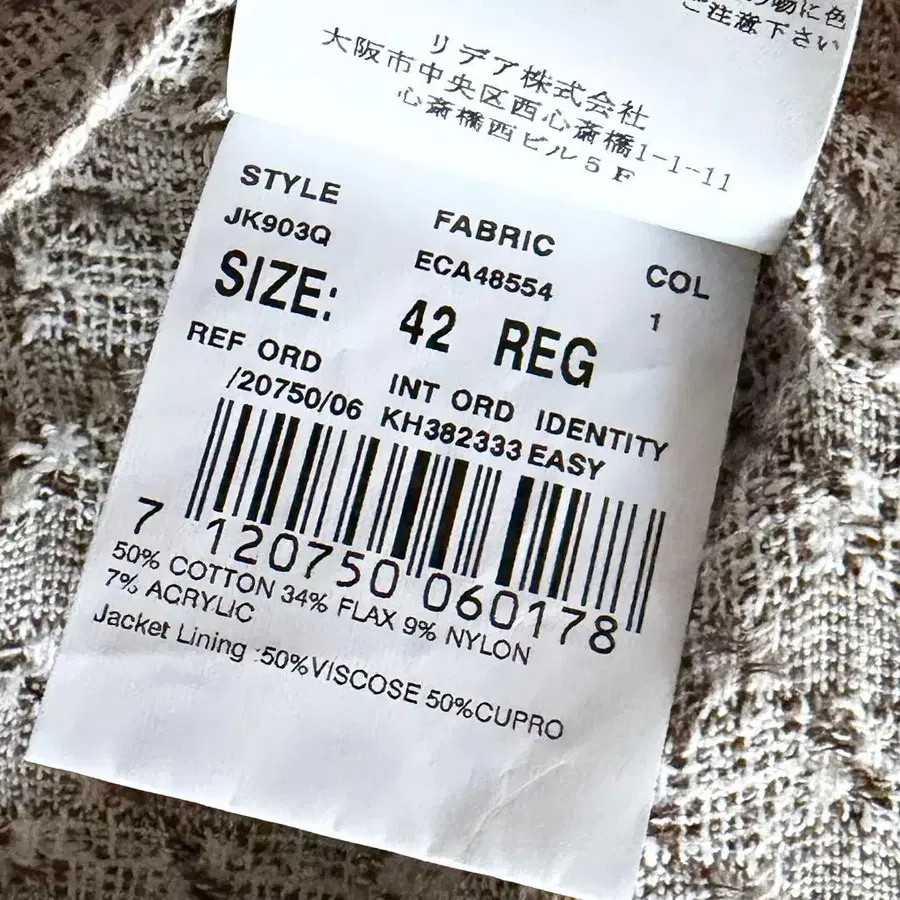 物に色
ご注意下さい
リデア株式会社
大阪市中央区西心斎橋1-1-11
心斎橋西ビル5F
STYLE FABRIC COL
JK903Q ECA48554 1
SIZE: 42 REG
REF ORD INT ORD IDENTITY
/20750/06 KH382333 EASY
7 120750 060178
50% COTTON 34% FLAX 9% NYLON
7% ACRYLIC
Jacket Lining :50%VISCOSE 50%CUPRO